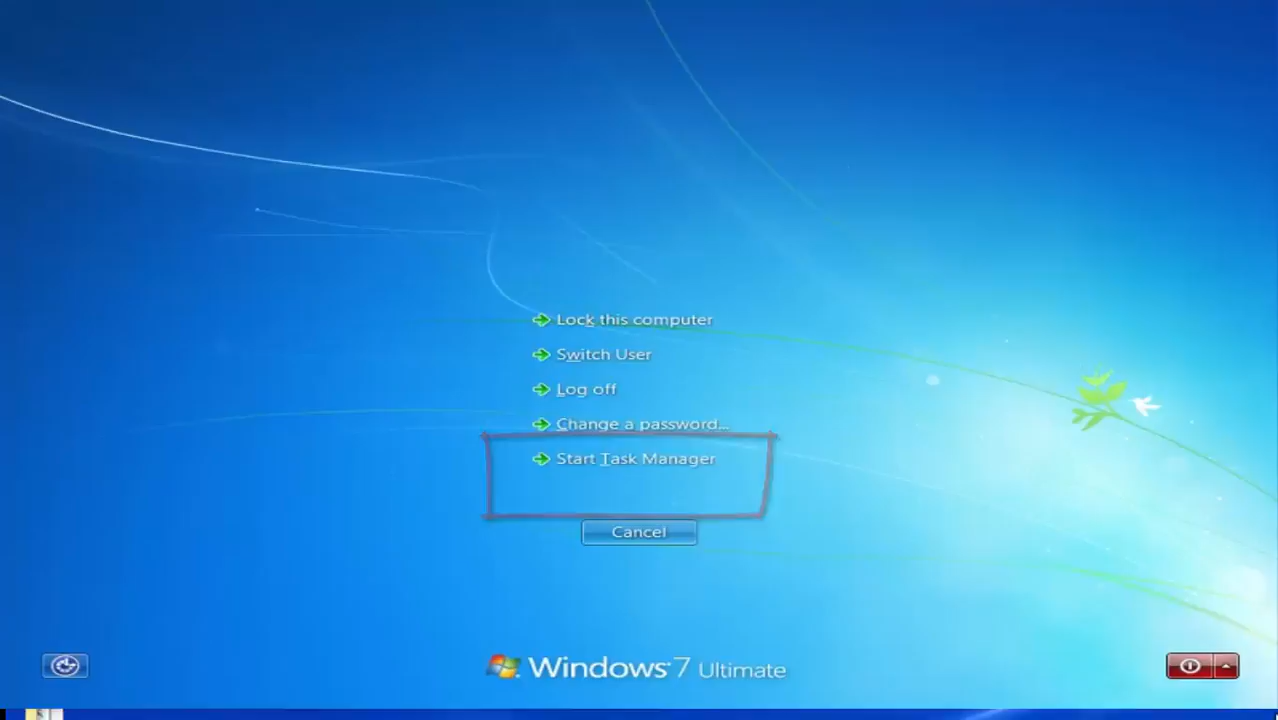 Lock this computer
Switch User
Log off
Change a password...
Start Task Manager
Cancel
Windows 7 Ultimate